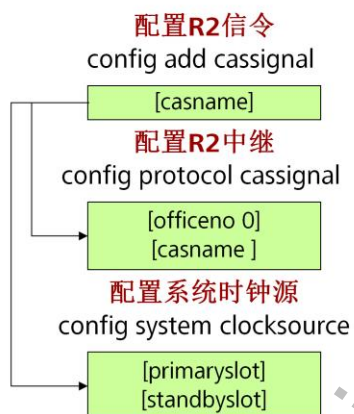 配置R2信令
config add cassignal
[casname]
配置R2中继
config protocol cassignal
[officeno 0]
[casname ]
配置系统时钟源
config system clocksource
[primaryslot]
[standbyslot]